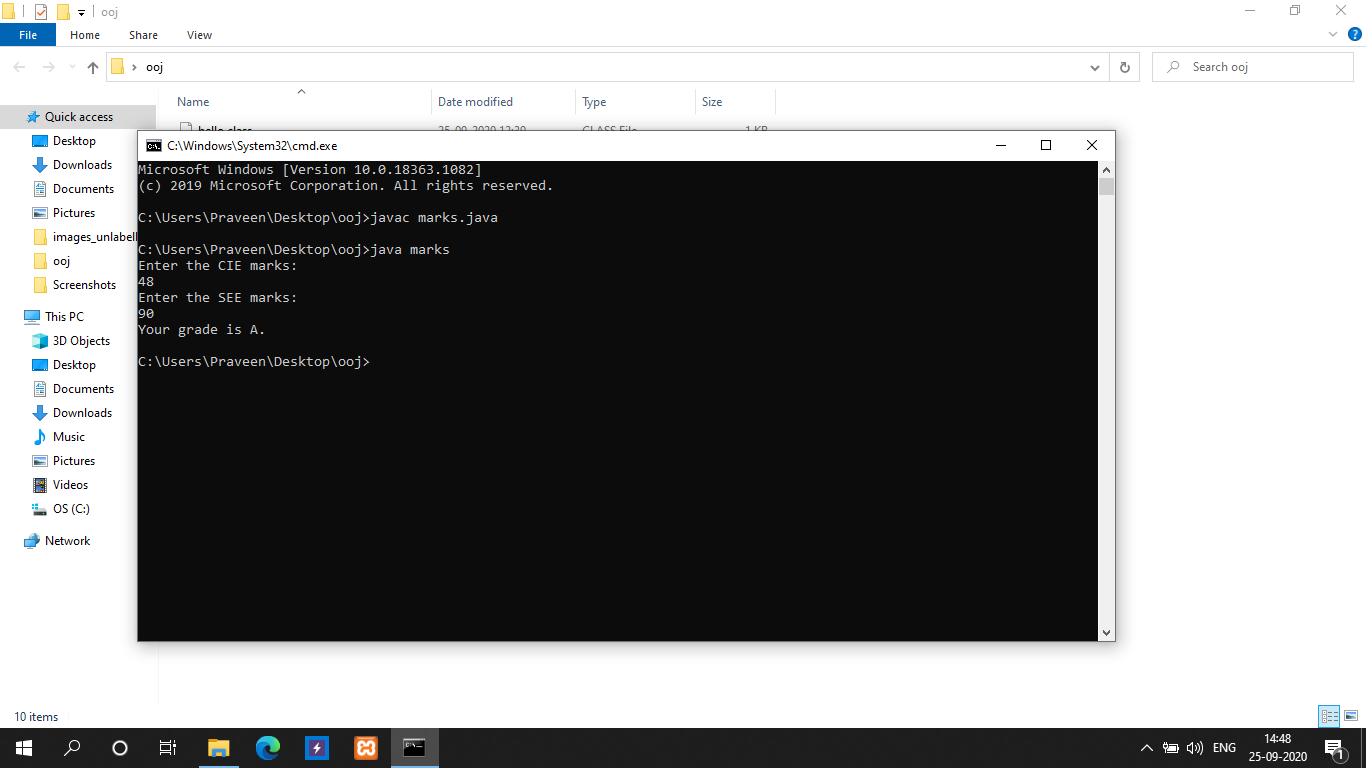 ooj
File Home Share View
ooj
Search ooj
Name Date modified Type Size
hello.class 25-09-2020 12:39 CLASS File 1 KB
Quick access
Desktop
Downloads
Documents
Pictures
images_unlabell
ooj
Screenshots
This PC
3D Objects
Desktop
Documents
Downloads
Music
Pictures
Videos
OS (C:)
Network
C:\Windows\System32\cmd.exe
Microsoft Windows [Version 10.0.18363.1082]
(c) 2019 Microsoft Corporation. All rights reserved.
C:\Users\Praveen\Desktop\ooj>javac marks.java
C:\Users\Praveen\Desktop\ooj>java marks
Enter the CIE marks:
48
Enter the SEE marks:
90
Your grade is A.
C:\Users\Praveen\Desktop\ooj>
10 items
ENG
14:48
25-09-2020
1